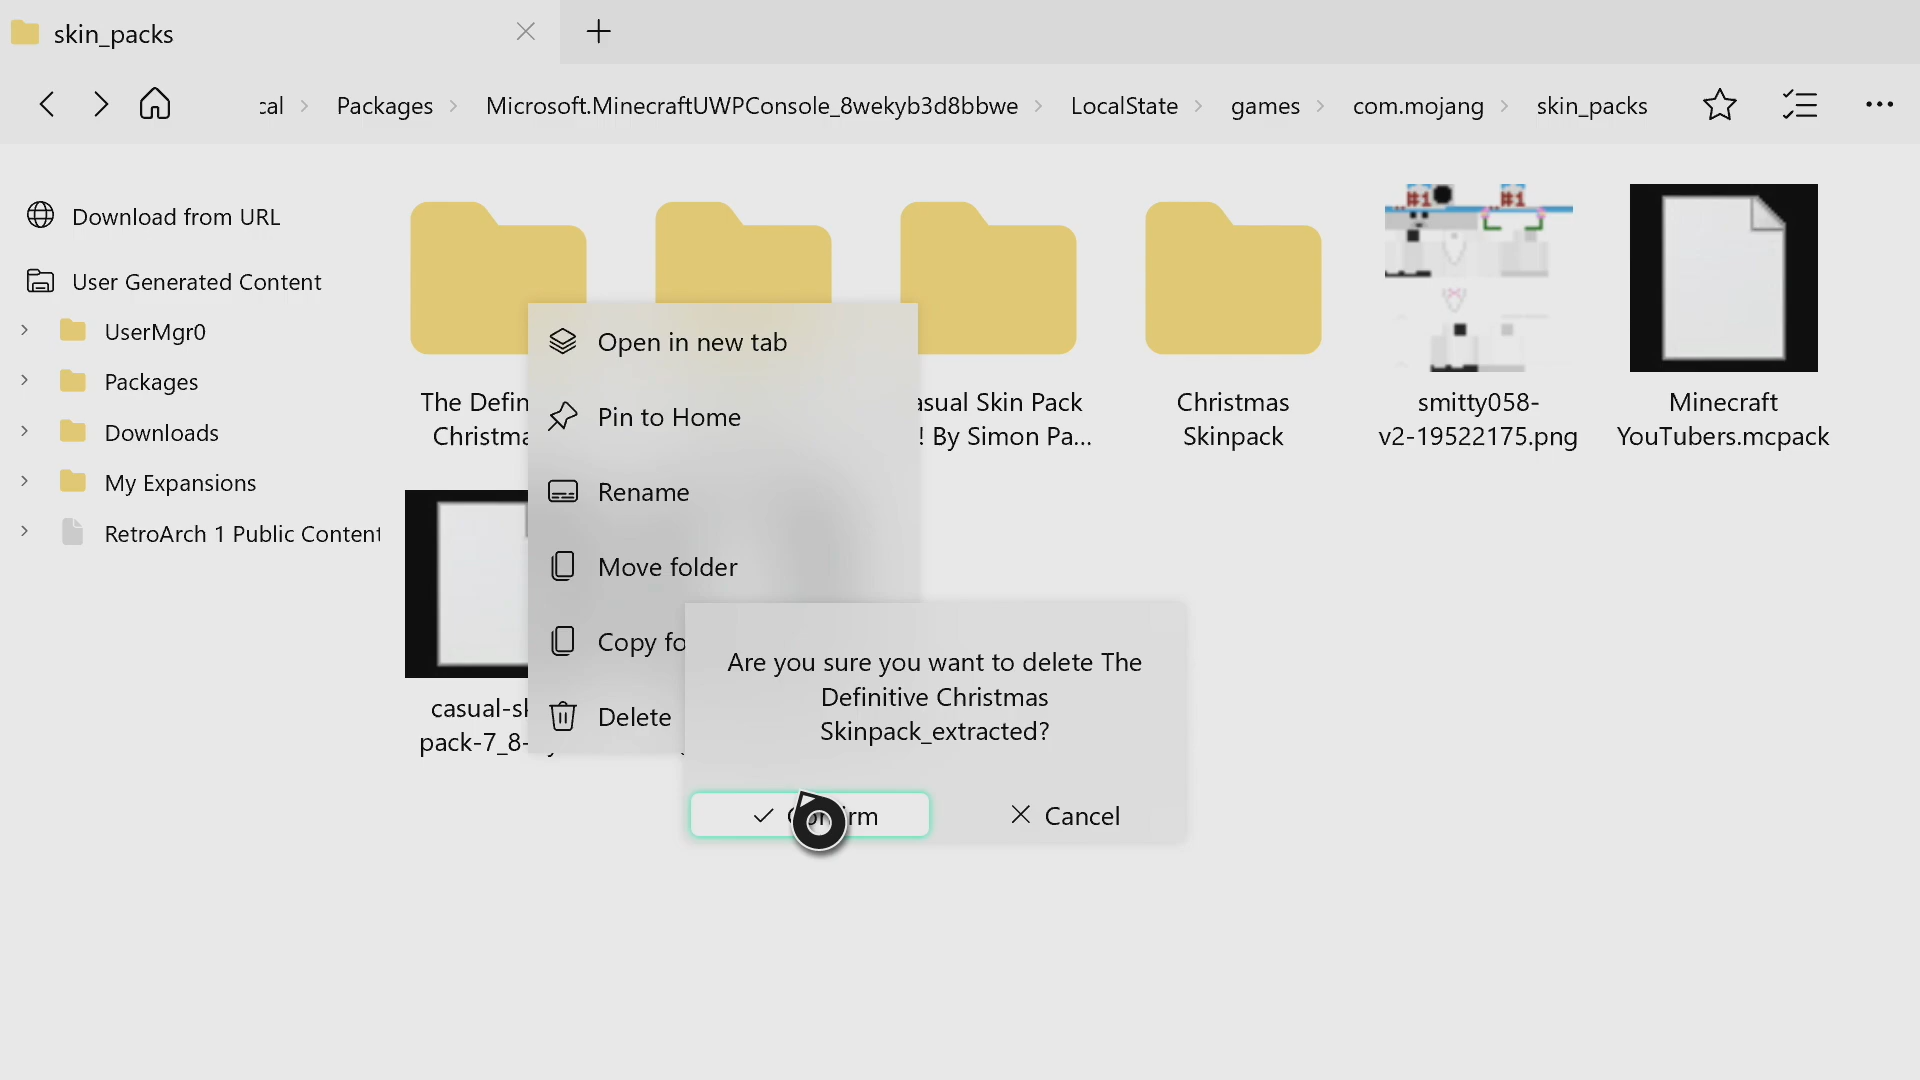 skin_packs
Packages
Microsoft.MinecraftUWPConsole_8wekyb3d8bbwe
LocalState
games
com.mojang
skin_packs
Download from URL
User Generated Content
UserMgr0
Packages
Downloads
My Expansions
RetroArch 1 Public Content
The Defin
Christma
asual Skin Pack
! By Simon Pa...
Christmas
Skinpack
smitty058-
v2-19522175.png
Minecraft
YouTubers.mcpack
casual-sk
pack-7_8-
Open in new tab
Pin to Home
Rename
Move folder
Copy fo
Delete
Are you sure you want to delete The
Definitive Christmas
Skinpack_extracted?
Cancel